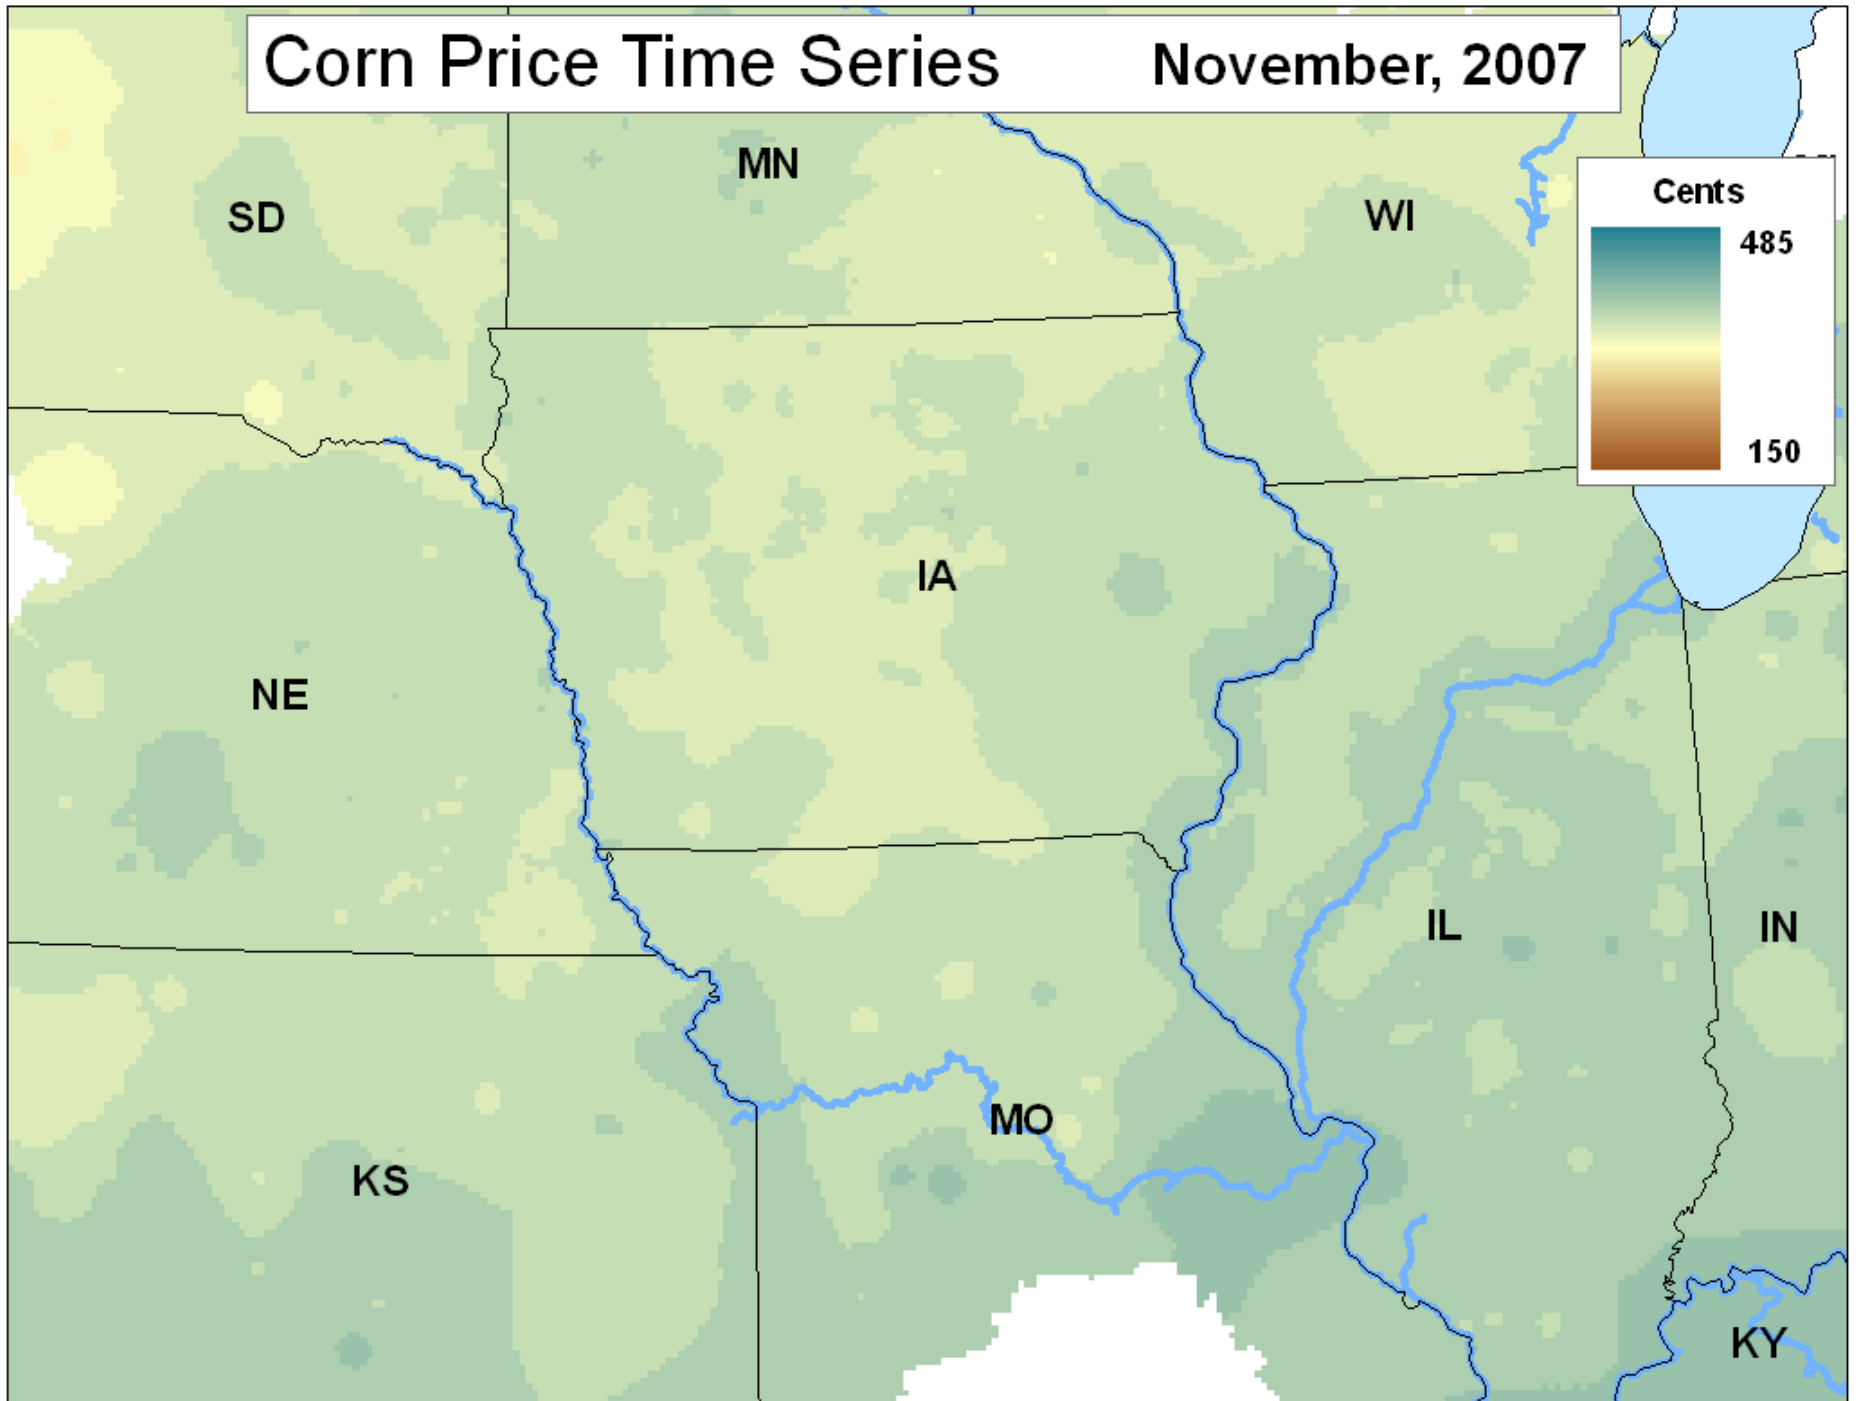 Corn Price Time Series November, 2007
MN
SD
WI
Cents
485
150
IA
NE
IL
IN
MO
KS
KY